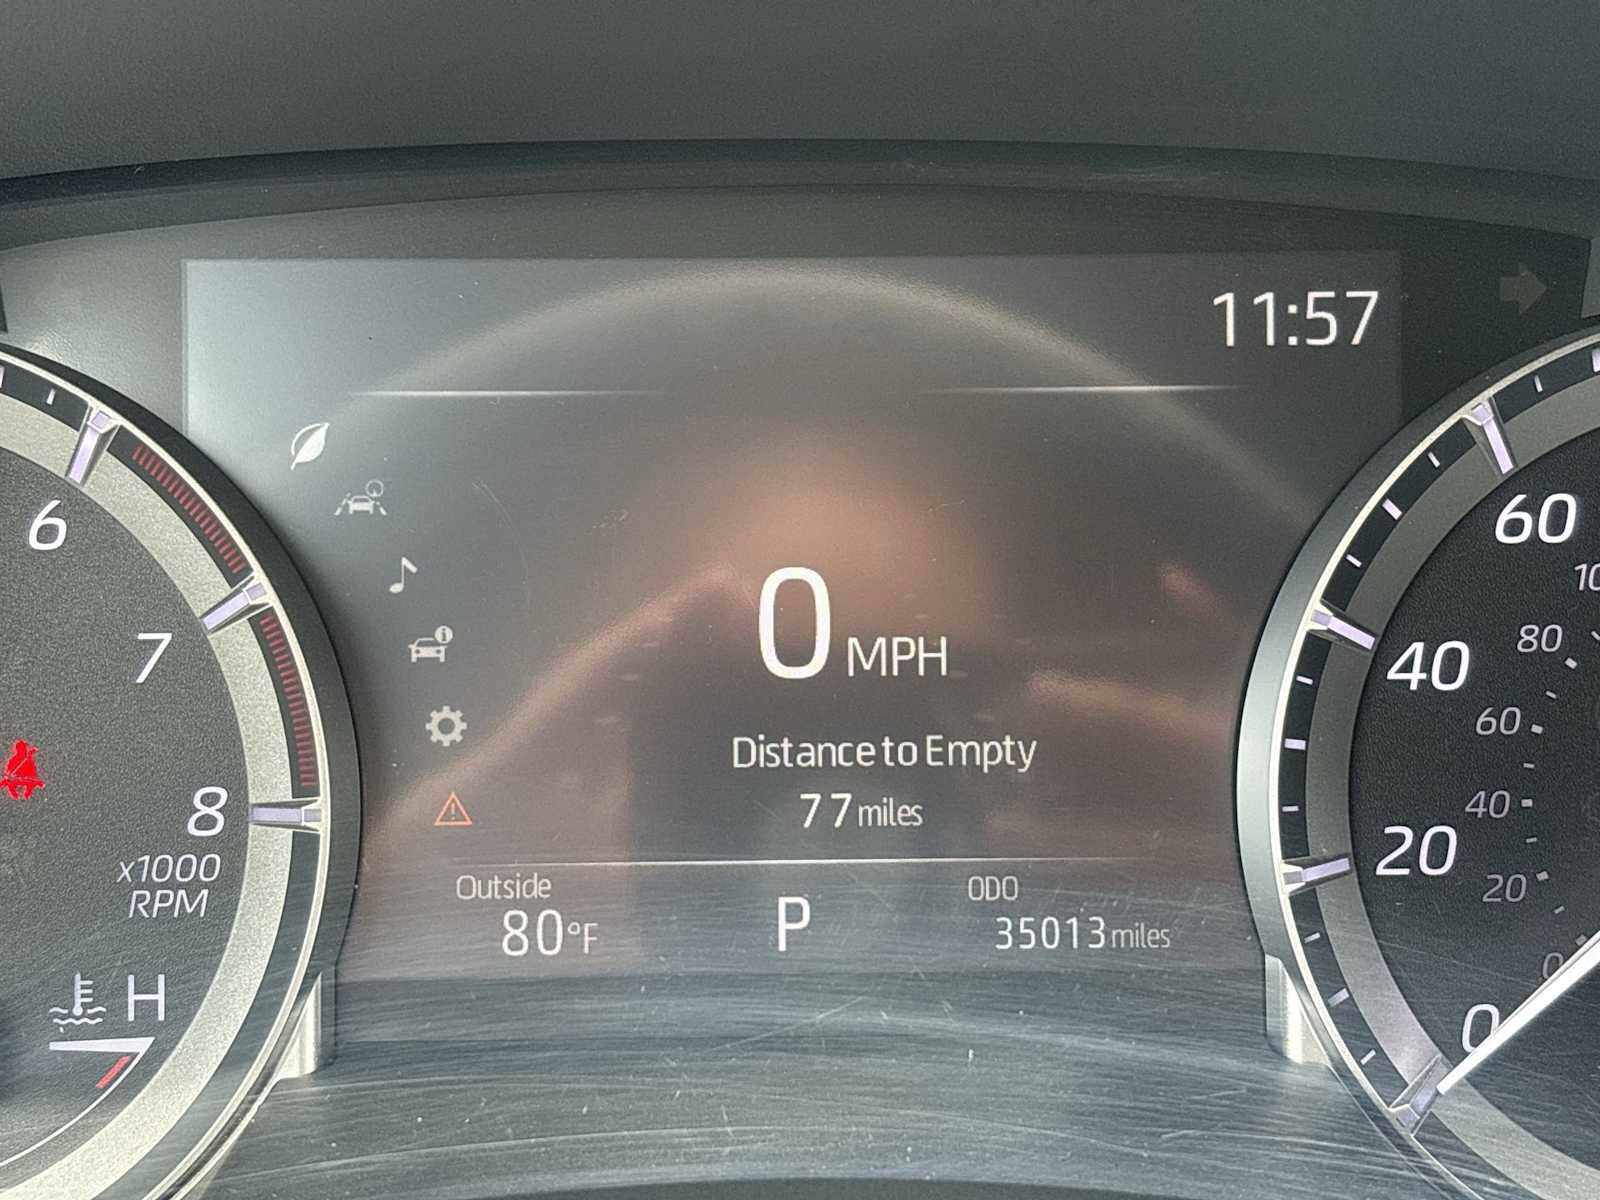 11:57
0 MPH
Distance to Empty
77 miles
Outside
80°F
P
ODO
35013 miles
6
7
8
x1000
RPM
H
60
40
20
0
80
60
40
20